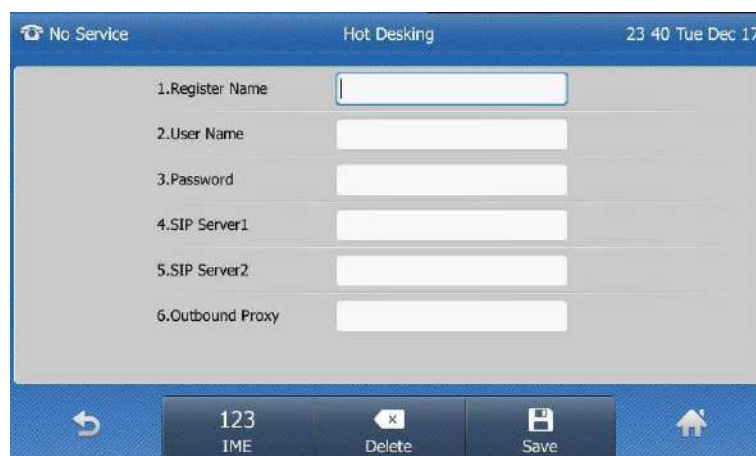 No Service Hot Desking 23 40 Tue Dec 17
1.Register Name
2.User Name
3.Password
4.SIP Server1
5.SIP Server2
6.Outbound Proxy
123
IME Delete Save